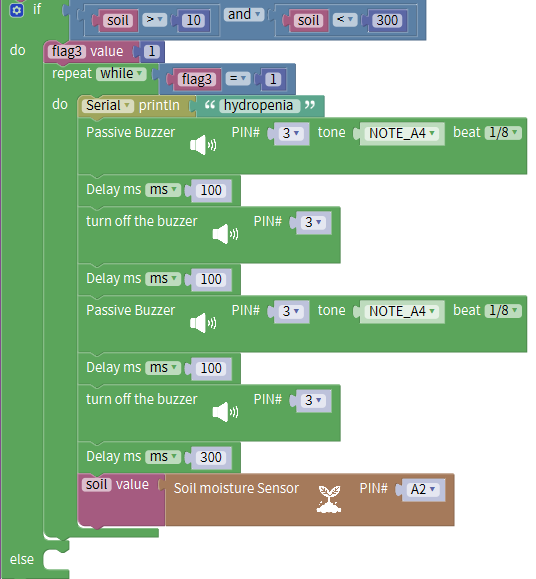 if soil > 10 and soil < 300
do flag3 value 1
repeat while flag3 = 1
do Serial println “ hydropenia ”
Passive Buzzer PIN# 3 tone NOTE_A4 beat 1/8
Delay ms ms 100
turn off the buzzer PIN# 3
Delay ms ms 100
Passive Buzzer PIN# 3 tone NOTE_A4 beat 1/8
Delay ms ms 100
turn off the buzzer PIN# 3
Delay ms ms 300
soil value Soil moisture Sensor PIN# A2
else